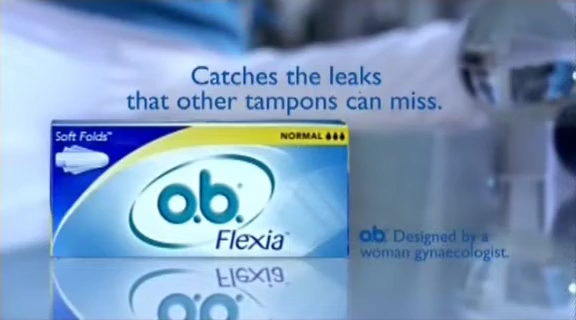 Catches the leaks
that other tampons can miss.
Soft Folds™
NORMAL
o.b.®
Flexia™
o.b.® Designed by a
woman gynaecologist.